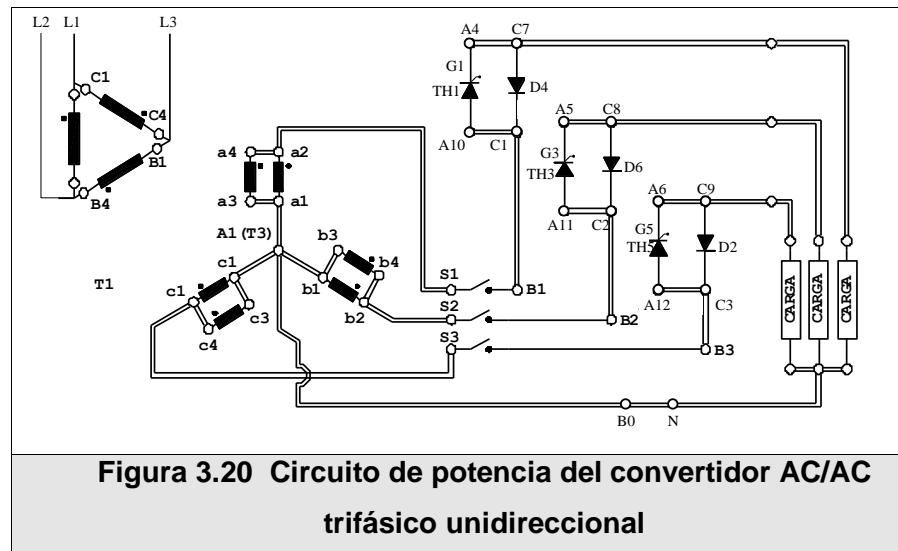 L2 L1 L3
A4 C7
C1
G1
TH1 D4
A5 C8
C4
A10 C1
B1
a4 a2
G3
TH3 D6
B4
a3 a1
A6 C9
A11 C2
A1(T3)
G5
TH5 D2
b3
c1 b4
S1
T1
c1 b1
B1
A12 C3
CARGA CARGA CARGA
c3 b2
S2
B2
c4
S3
B3
B0 N
Figura 3.20 Circuito de potencia del convertidor AC/AC
trifásico unidireccional